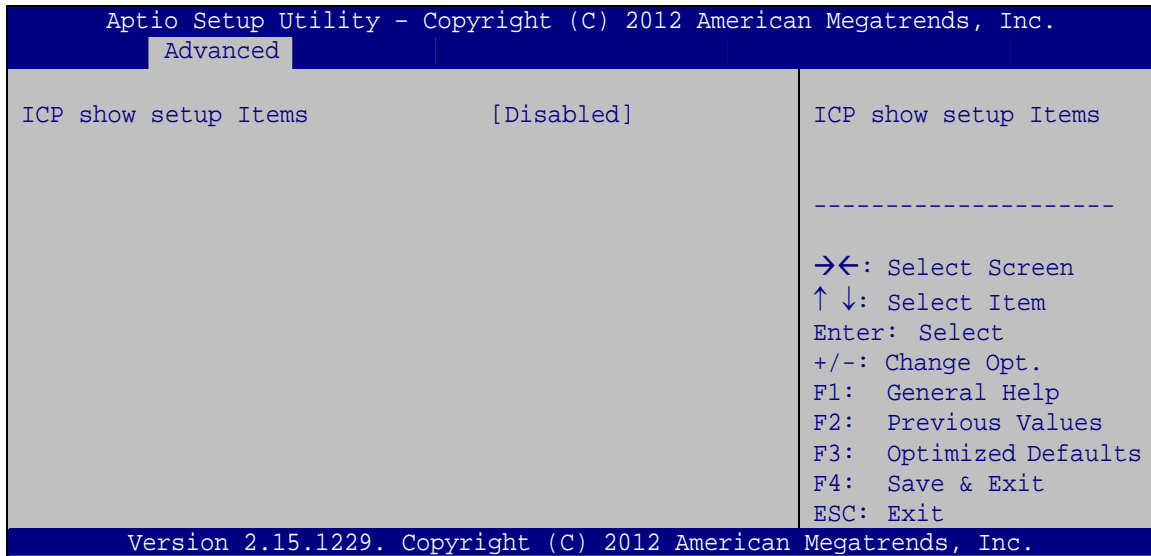 Aptio Setup Utility – Copyright (C) 2012 American Megatrends, Inc.
Advanced
ICP show setup Items [Disabled]
ICP show setup Items
---------------------
→←: Select Screen
↑ ↓: Select Item
Enter: Select
+/-: Change Opt.
F1: General Help
F2: Previous Values
F3: Optimized Defaults
F4: Save & Exit
ESC: Exit
Version 2.15.1229. Copyright (C) 2012 American Megatrends, Inc.